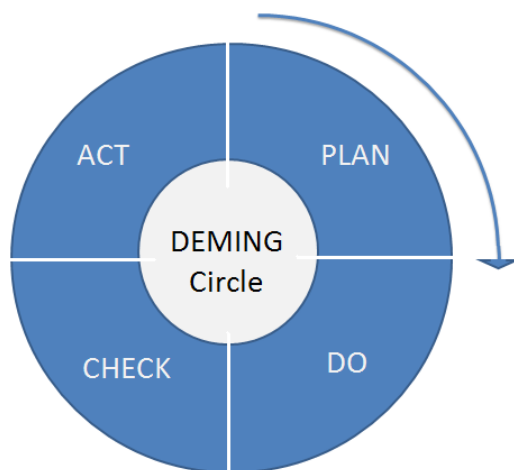 ACT
PLAN
DEMING
Circle
CHECK
DO